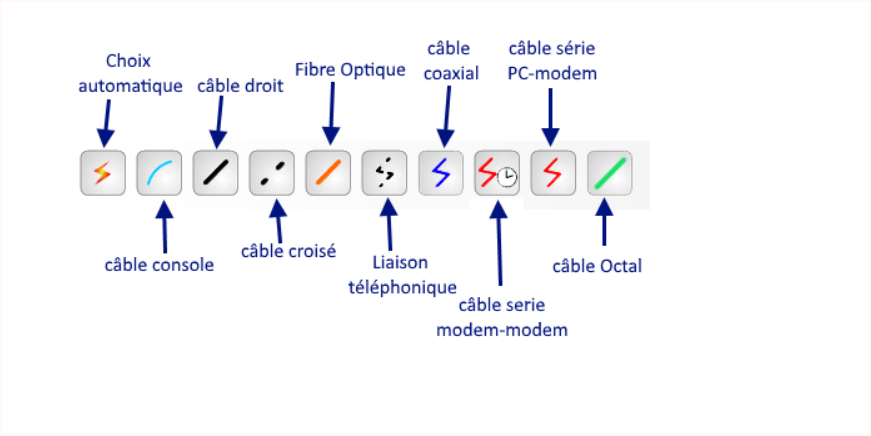 Choix
automatique
câble droit
Fibre Optique
câble
coaxial
câble série
PC-modem
câble console
câble croisé
Liaison
téléphonique
câble serie
modem-modem
câble Octal